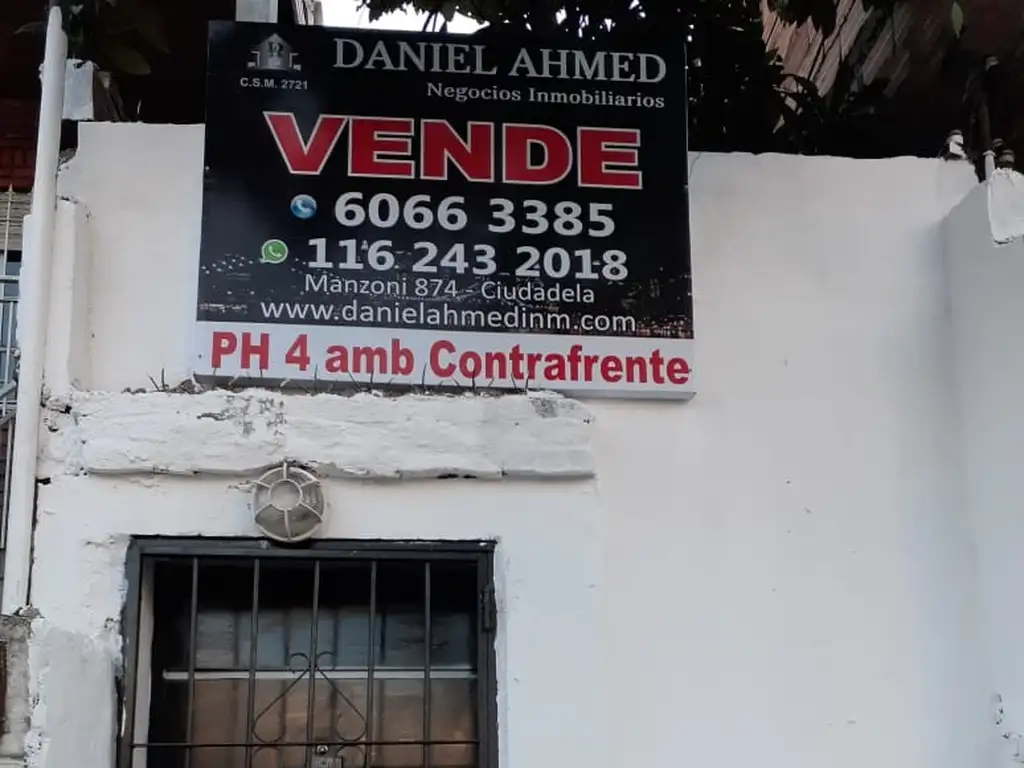 DANIEL AHMED
C.S.M. 2721
Negocios Inmobiliarios
VENDE
6066 3385
116 243 2018
Manzoni 874 - Ciudadela
www.danielahmedinm.com
PH 4 amb Contrafrente